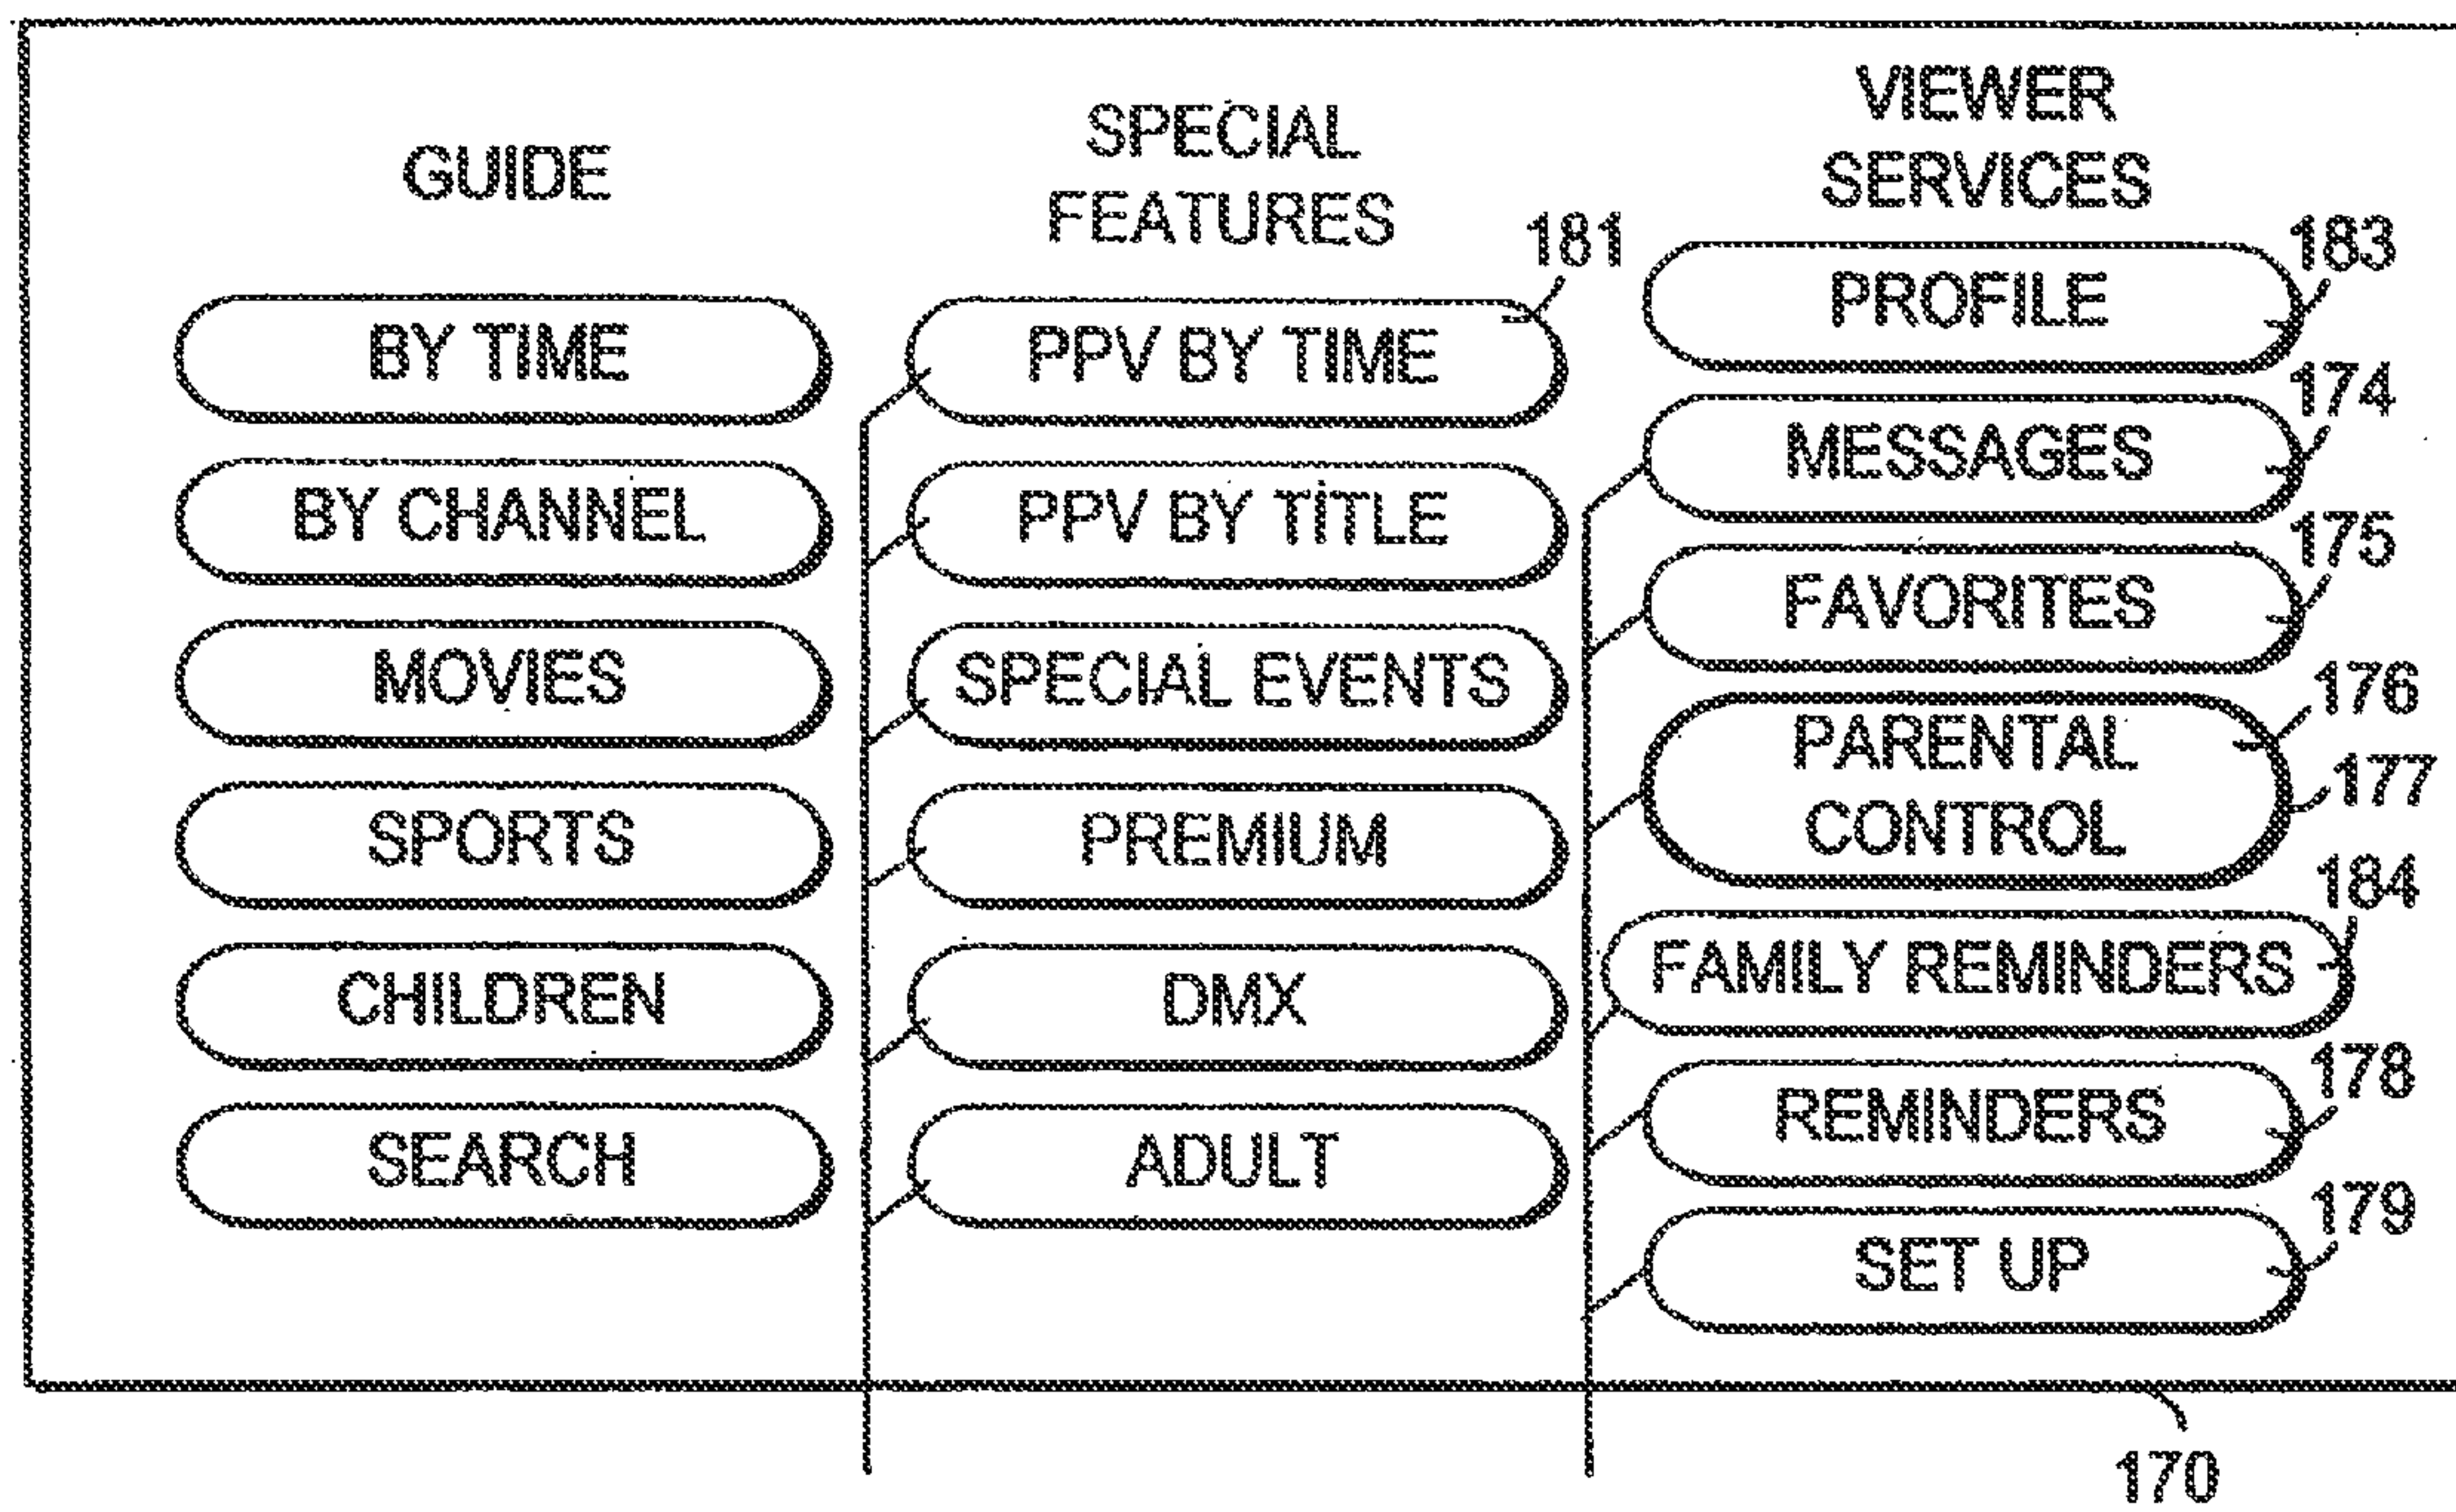 GUIDE
BY TIME
BY CHANNEL
MOVIES
SPORTS
CHILDREN
SEARCH
SPECIAL
FEATURES
181
PPV BY TIME
PPV BY TITLE
SPECIAL EVENTS
PREMIUM
DMX
ADULT
VIEWER
SERVICES
183
PROFILE
174
MESSAGES
175
FAVORITES
176
PARENTAL
177
CONTROL
184
FAMILY REMINDERS
178
REMINDERS
179
SET UP
170